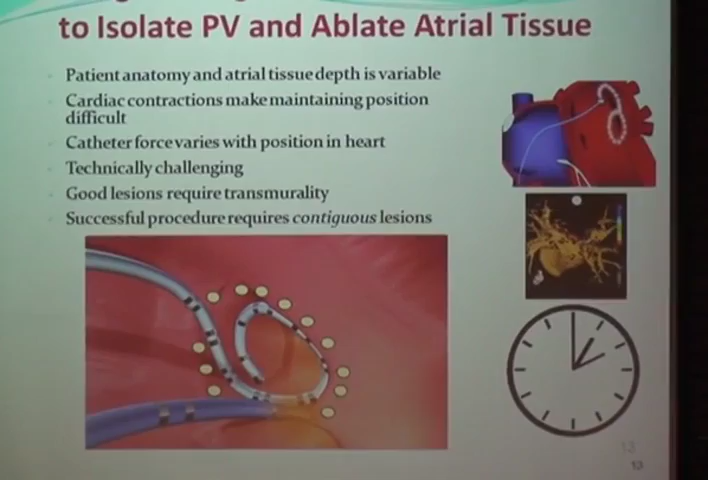 to Isolate PV and Ablate Atrial Tissue
Patient anatomy and atrial tissue depth is variable
Cardiac contractions make maintaining position
difficult
Catheter force varies with position in heart
Technically challenging
Good lesions require transmurality
Successful procedure requires contiguous lesions
13
13